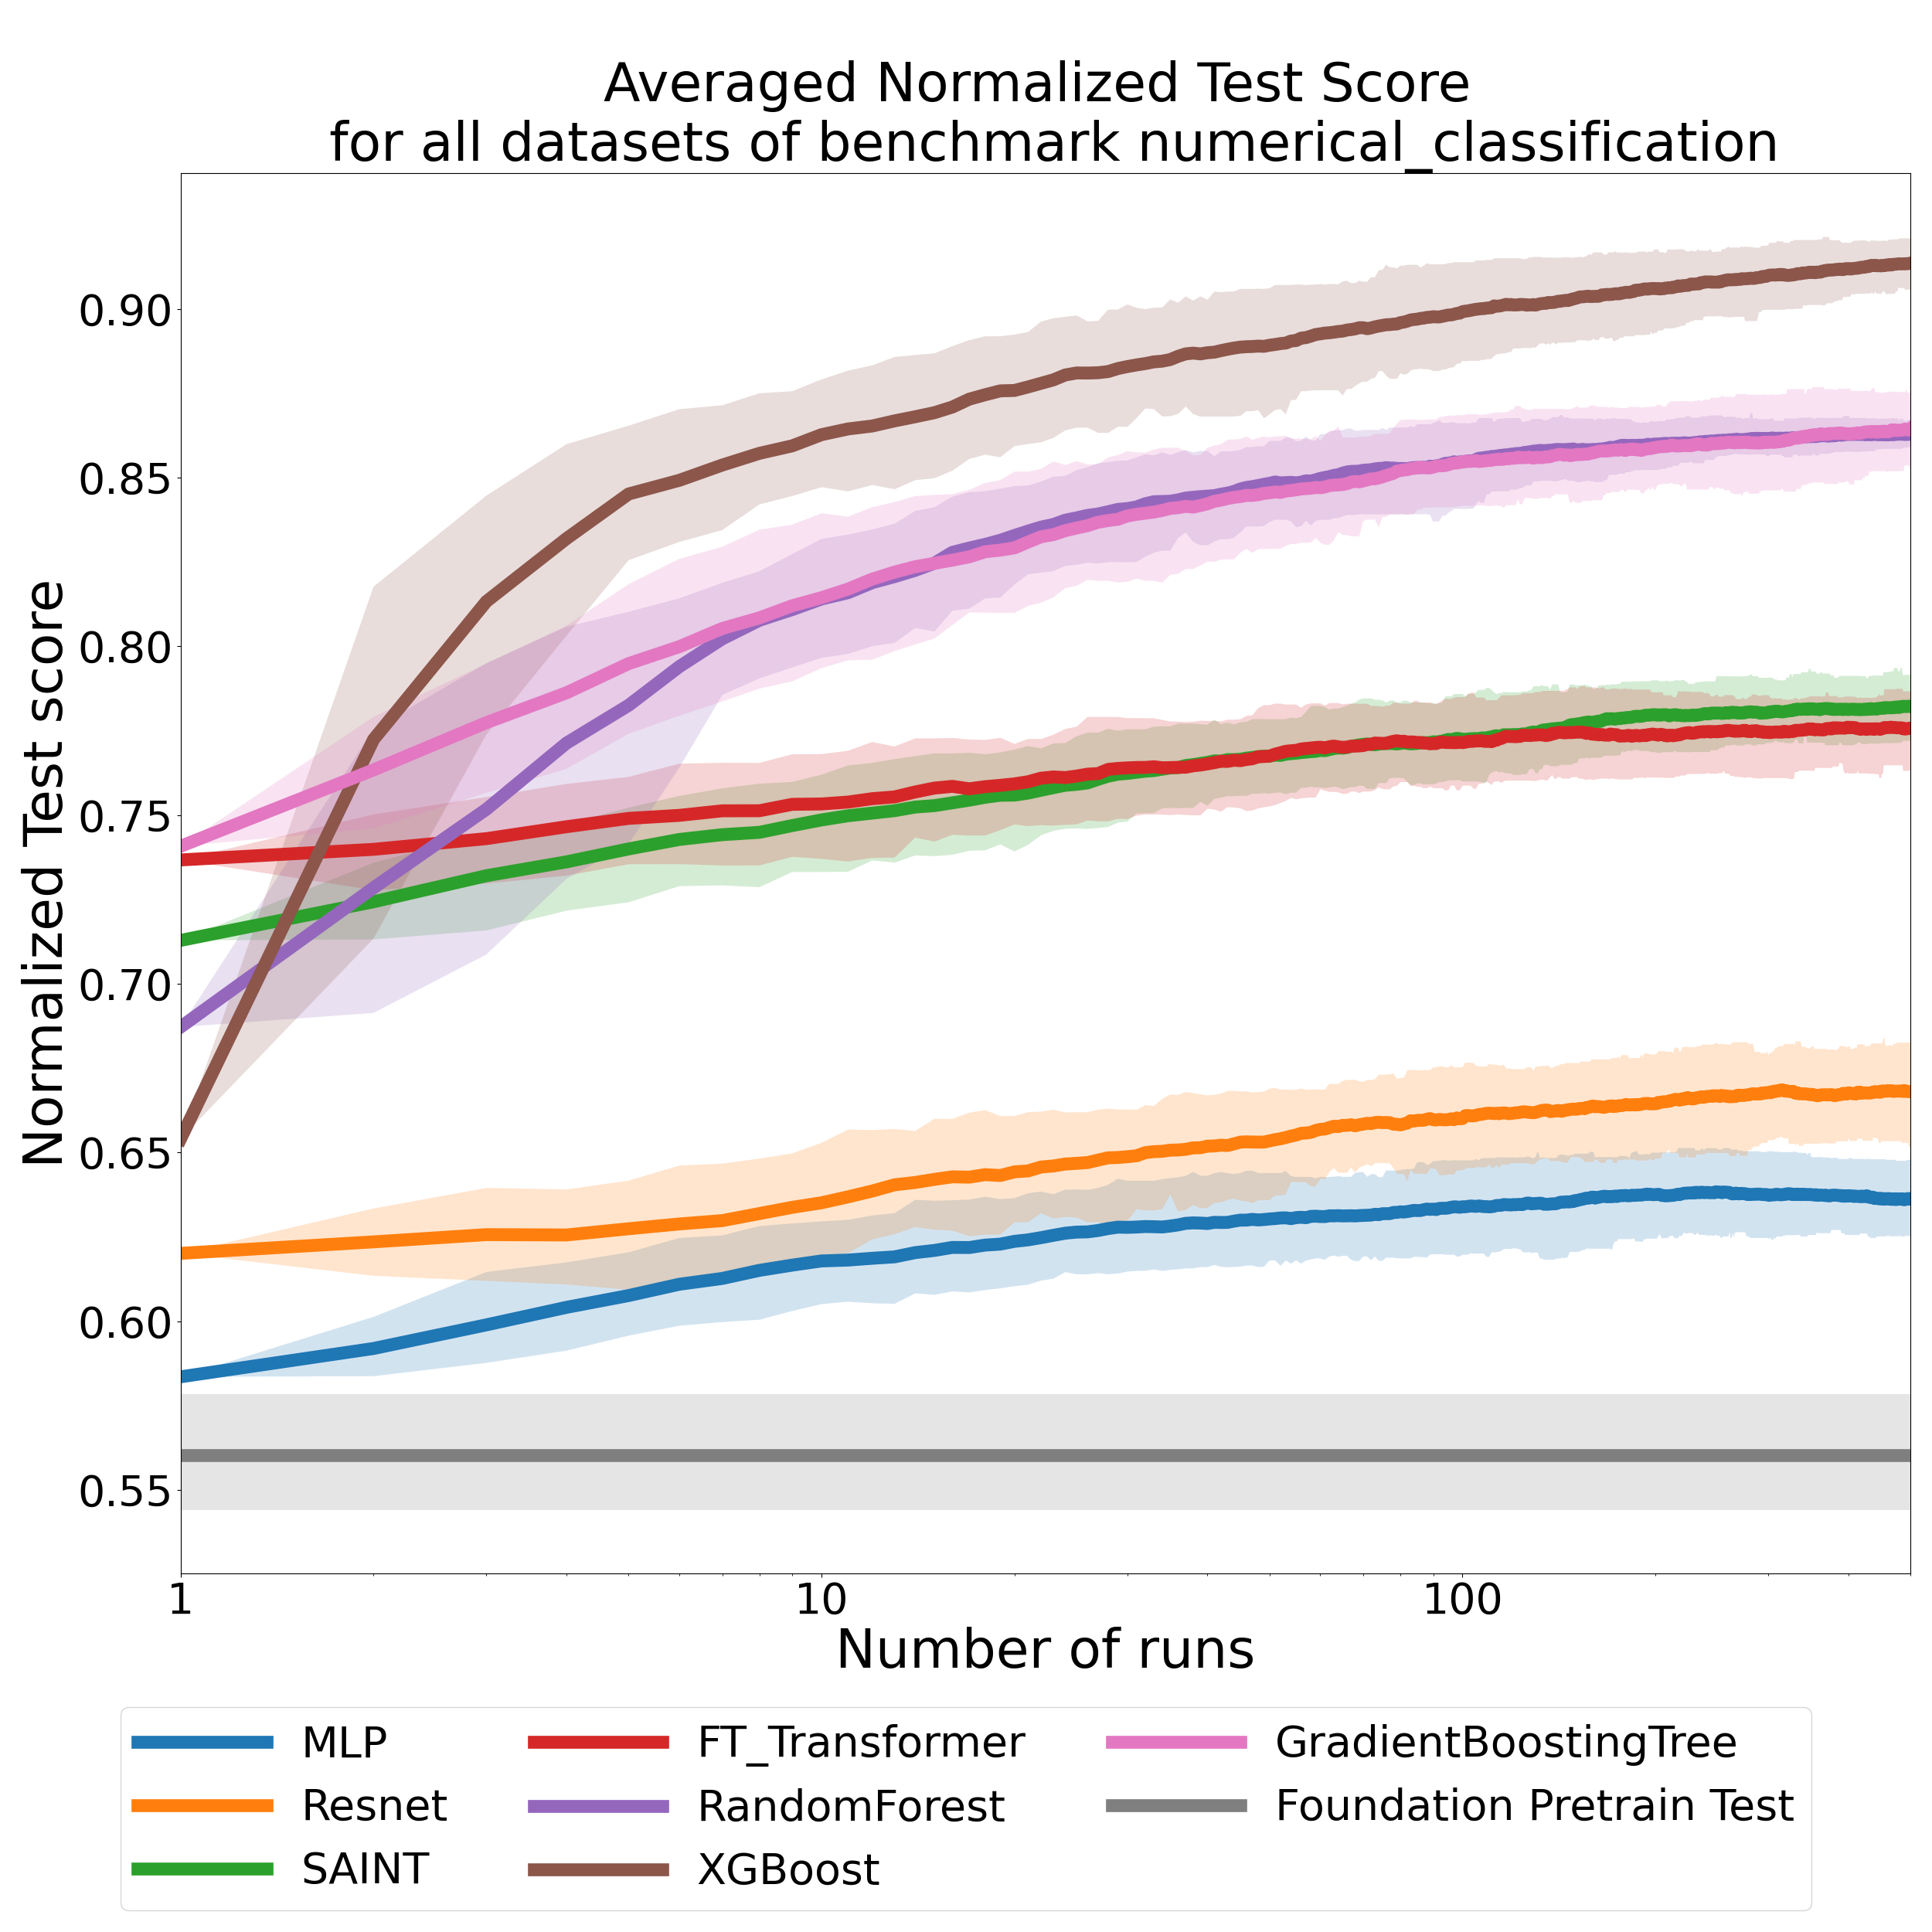 Averaged Normalized Test Score
for all datasets of benchmark numerical_classification
Normalized Test score
0.90
0.85
0.80
0.75
0.70
0.65
0.60
0.55
1
10
100
Number of runs
MLP
Resnet
SAINT
FT_Transformer
RandomForest
XGBoost
GradientBoostingTree
Foundation Pretrain Test